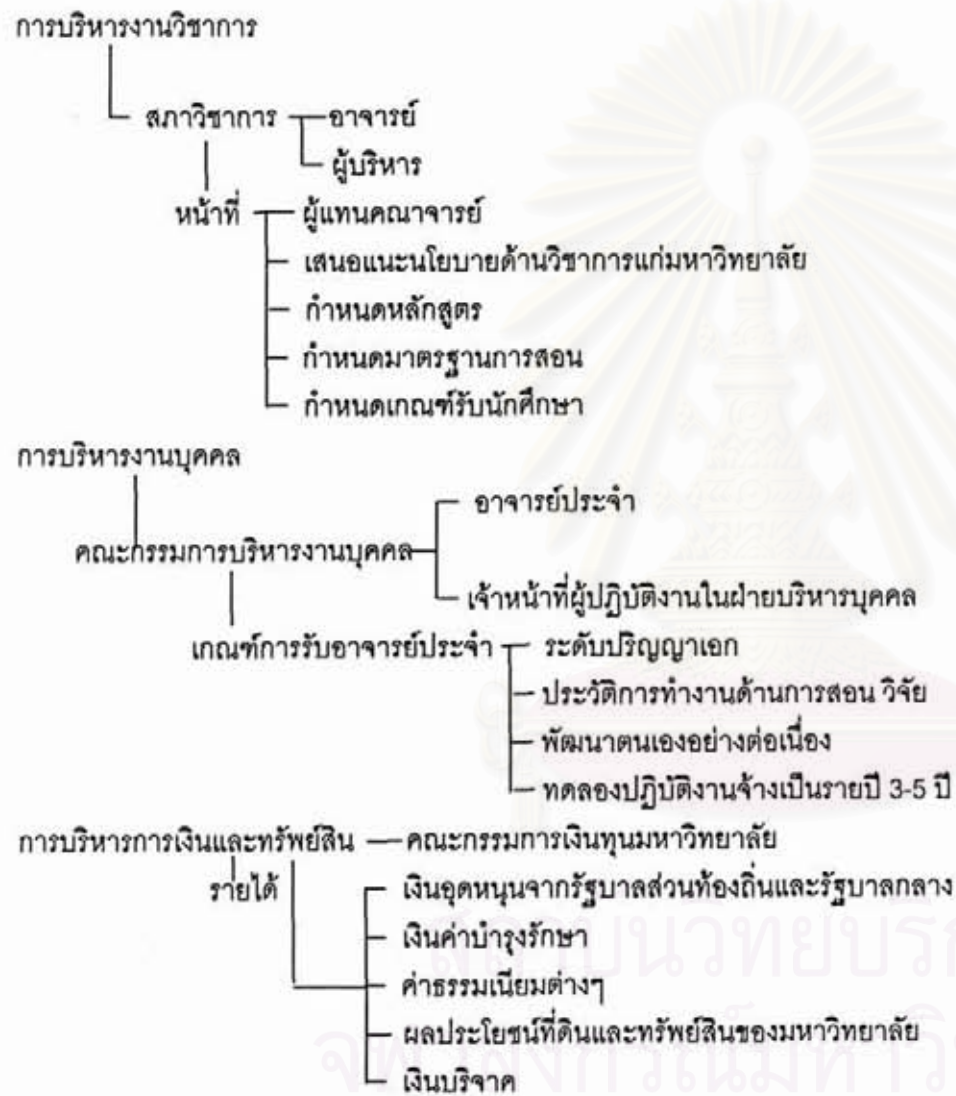 การบริหารงานวิชาการ
สภาวิชาการ อาจารย์
ผู้บริหาร
หน้าที่ ผู้แทนคณาจารย์
เสนอแนะนโยบายด้านวิชาการแก่มหาวิทยาลัย
กำหนดหลักสูตร
กำหนดมาตรฐานการสอน
กำหนดเกณฑ์รับนักศึกษา
การบริหารงานบุคคล
อาจารย์ประจำ
คณะกรรมการบริหารงานบุคคล
เจ้าหน้าที่ผู้ปฏิบัติงานในฝ่ายบริหารบุคคล
เกณฑ์การรับอาจารย์ประจำ ระดับปริญญาเอก
ประวัติการทำงานด้านการสอน วิจัย
พัฒนาตนเองอย่างต่อเนื่อง
ทดลองปฏิบัติงานจ้างเป็นรายปี 3-5 ปี
การบริหารการเงินและทรัพย์สิน คณะกรรมการเงินทุนมหาวิทยาลัย
รายได้ เงินอุดหนุนจากรัฐบาลส่วนท้องถิ่นและรัฐบาลกลาง
เงินค่าบำรุงรักษา
ค่าธรรมเนียมต่างๆ
ผลประโยชน์ที่ดินและทรัพย์สินของมหาวิทยาลัย
เงินบริจาค